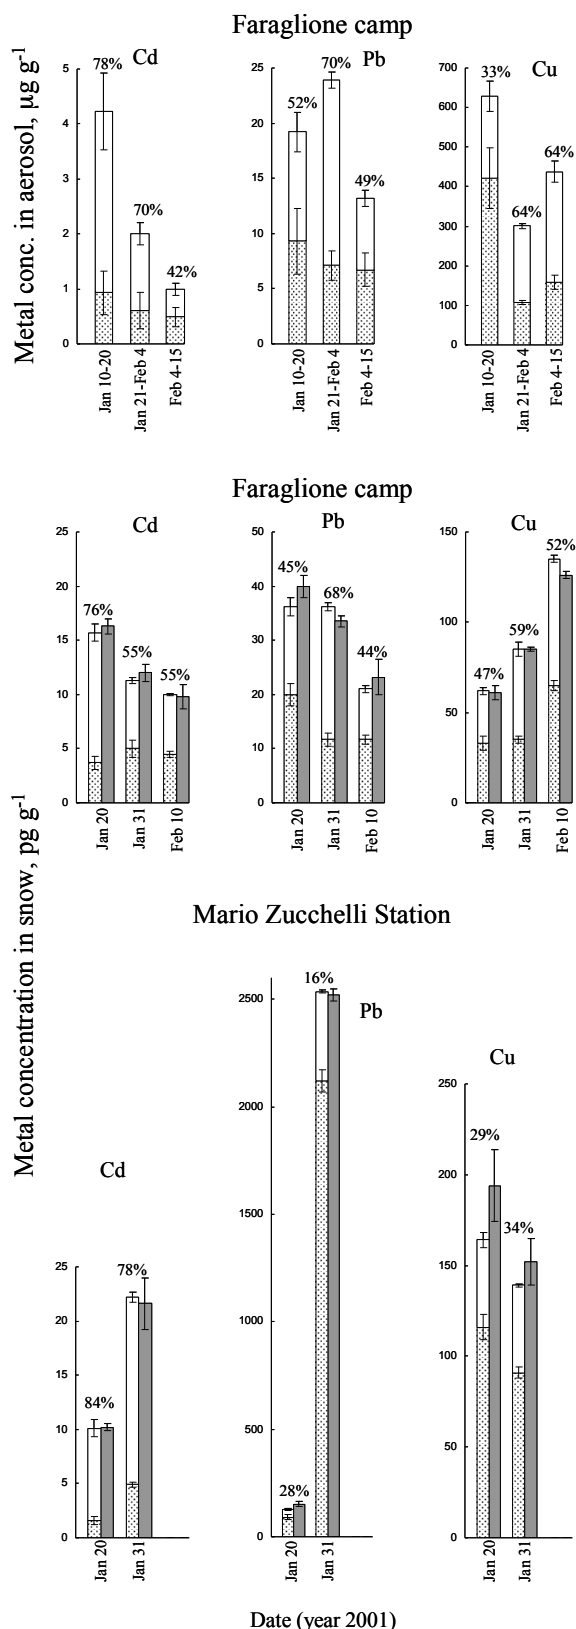 Faraglione camp
Metal conc. in aerosol, µg g-1
Cd
5
4
3
2
1
0
78%
70%
42%
Jan 10-20
Jan 21-Feb 4
Feb 4-15
Pb
25
20
15
10
5
0
52%
70%
49%
Jan 10-20
Jan 21-Feb 4
Feb 4-15
Cu
700
600
500
400
300
200
100
0
33%
64%
64%
Jan 10-20
Jan 21-Feb 4
Feb 4-15
Faraglione camp
Metal concentration in snow, pg g-1
Cd
25
20
15
10
5
0
76%
55%
55%
Jan 20
Jan 31
Feb 10
Pb
50
40
30
20
10
0
45%
68%
44%
Jan 20
Jan 31
Feb 10
Cu
150
100
50
0
47%
59%
52%
Jan 20
Jan 31
Feb 10
Mario Zucchelli Station
Cd
25
20
15
10
5
0
84%
78%
Jan 20
Jan 31
Pb
2500
2000
1500
1000
500
0
28%
16%
Jan 20
Jan 31
Cu
250
200
150
100
50
0
29%
34%
Jan 20
Jan 31
Date (year 2001)